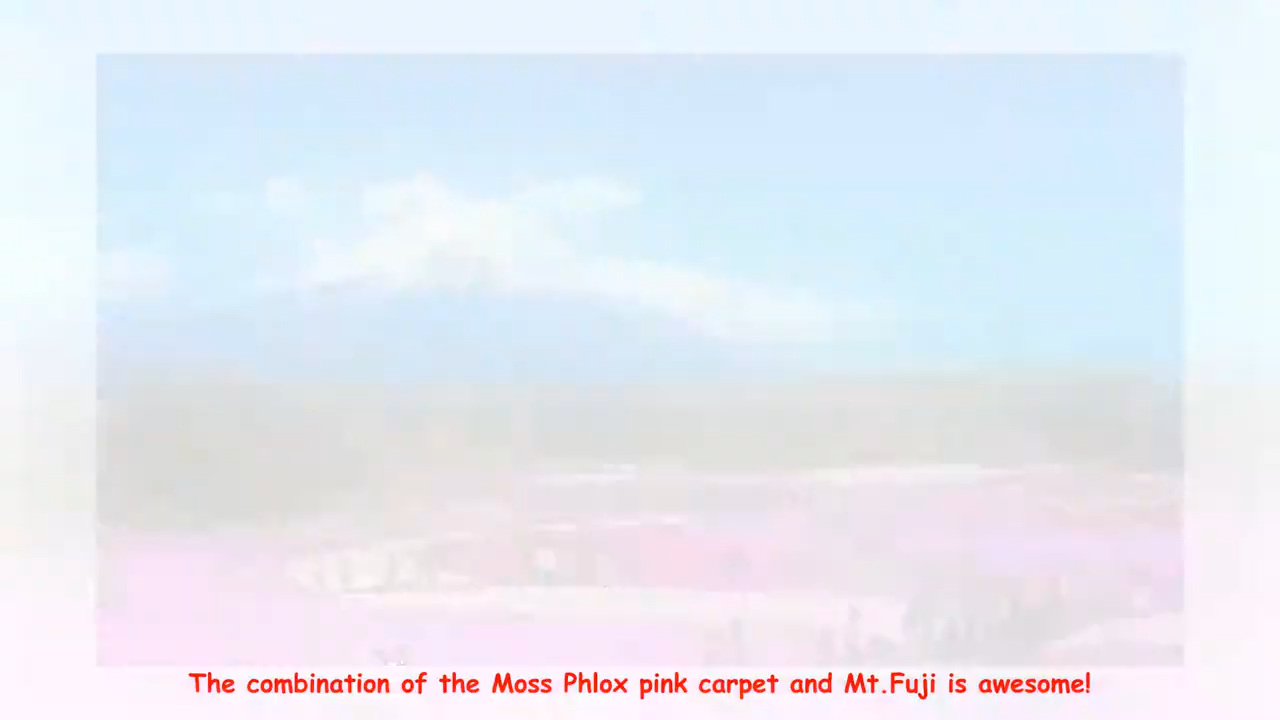 The combination of the Moss Phlox pink carpet and Mt.Fuji is awesome!